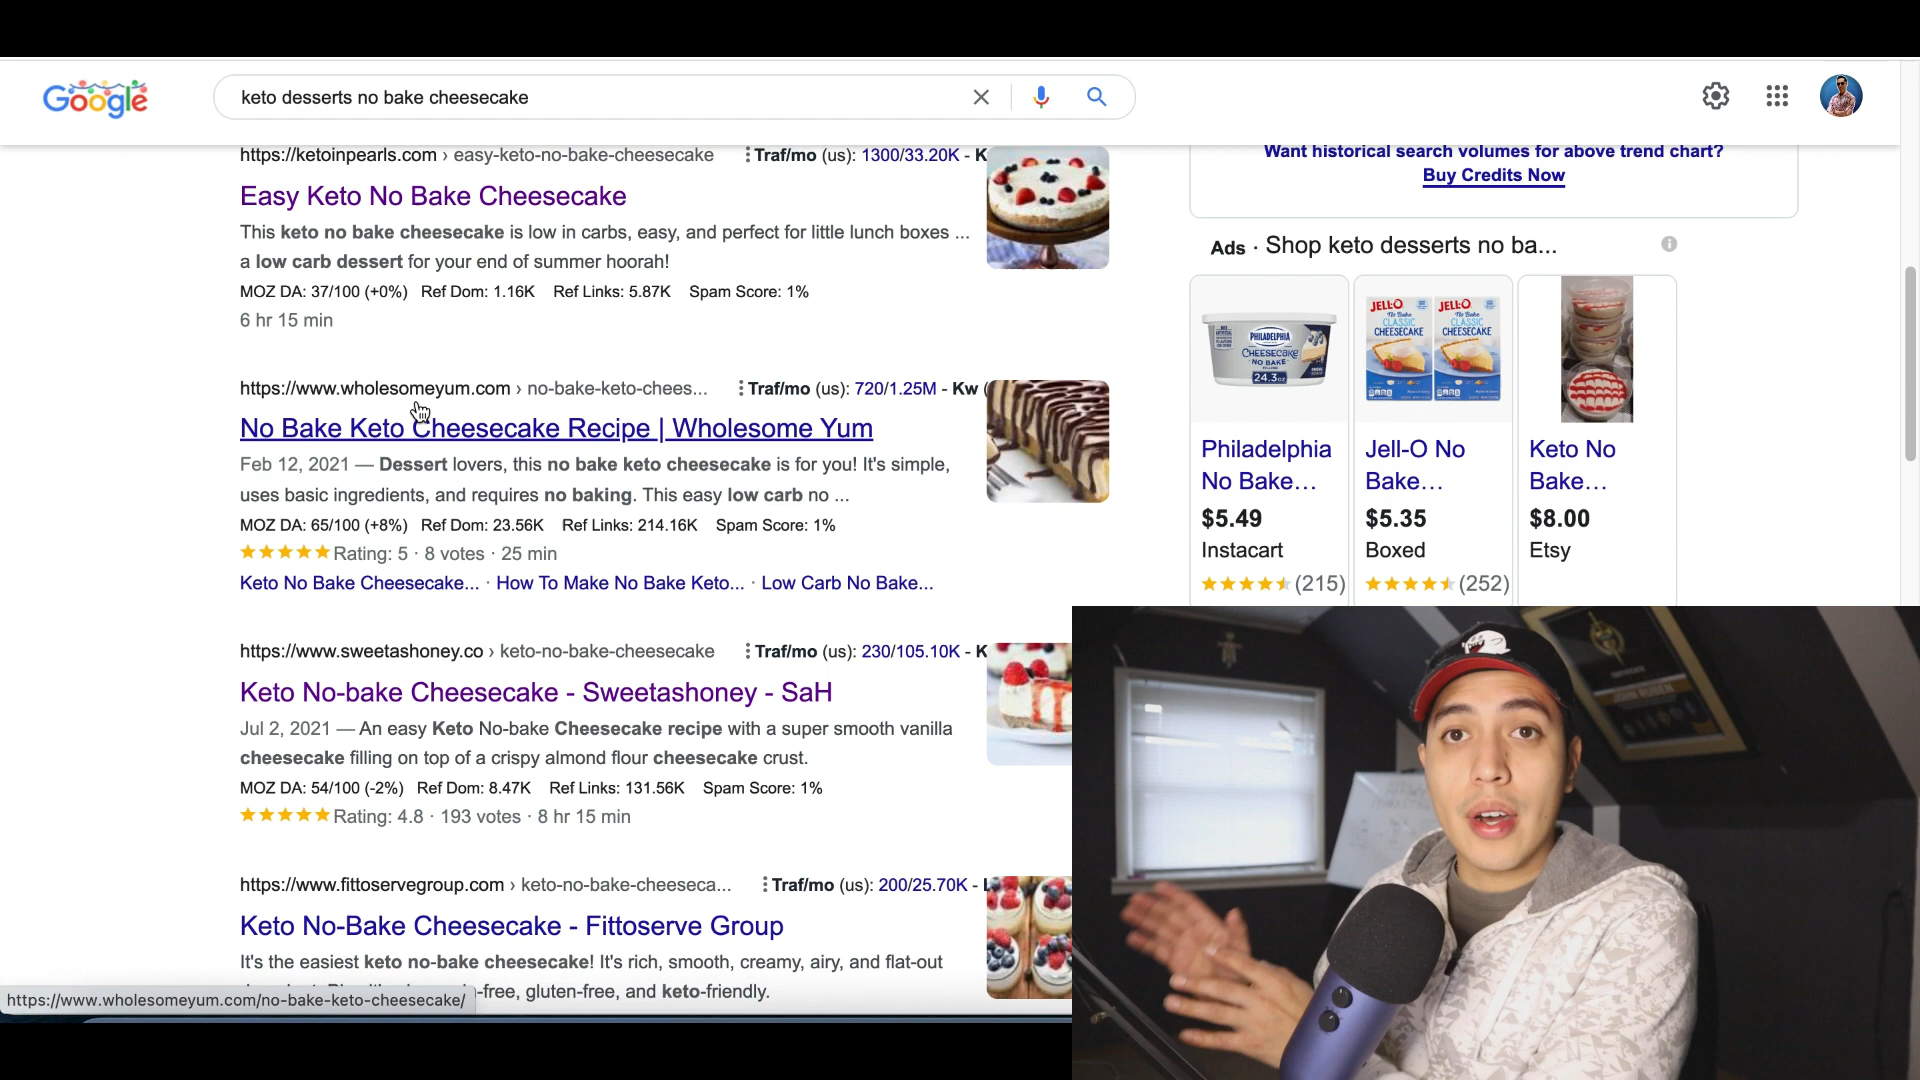 Google
keto desserts no bake cheesecake
https://ketoinpearls.com › easy-keto-no-bake-cheesecake
Traf/mo (us): 1300/33.20K - K
Easy Keto No Bake Cheesecake
This keto no bake cheesecake is low in carbs, easy, and perfect for little lunch boxes ...
a low carb dessert for your end of summer hoorah!
MOZ DA: 37/100 (+0%) Ref Dom: 1.16K Ref Links: 5.87K Spam Score: 1%
6 hr 15 min
https://www.wholesomeyum.com › no-bake-keto-chees...
Traf/mo (us): 720/1.25M - Kw (
No Bake Keto Cheesecake Recipe | Wholesome Yum
Feb 12, 2021 — Dessert lovers, this no bake keto cheesecake is for you! It's simple,
uses basic ingredients, and requires no baking. This easy low carb no ...
MOZ DA: 65/100 (+8%) Ref Dom: 23.56K Ref Links: 214.16K Spam Score: 1%
Rating: 5 · 8 votes · 25 min
Keto No Bake Cheesecake... · How To Make No Bake Keto... · Low Carb No Bake...
https://www.sweetashoney.co › keto-no-bake-cheesecake
Traf/mo (us): 230/105.10K - K
Keto No-bake Cheesecake - Sweetashoney - SaH
Jul 2, 2021 — An easy Keto No-bake Cheesecake recipe with a super smooth vanilla
cheesecake filling on top of a crispy almond flour cheesecake crust.
MOZ DA: 54/100 (-2%) Ref Dom: 8.47K Ref Links: 131.56K Spam Score: 1%
Rating: 4.8 · 193 votes · 8 hr 15 min
https://www.fittoservegroup.com › keto-no-bake-cheeseca...
Traf/mo (us): 200/25.70K -
Keto No-Bake Cheesecake - Fittoserve Group
It's the easiest keto no-bake cheesecake! It's rich, smooth, creamy, airy, and flat-out
-free, gluten-free, and keto-friendly.
https://www.wholesomeyum.com/no-bake-keto-cheesecake/
Want historical search volumes for above trend chart?
Buy Credits Now
Ads · Shop keto desserts no ba...
PHILADELPHIA
CHEESECAKE
NO BAKE
24.3oz
JELL-O
No Bake
CLASSIC
CHEESECAKE
JELL-O
No Bake
CLASSIC
CHEESECAKE
Philadelphia
No Bake...
$5.49
Instacart
(215)
Jell-O No
Bake...
$5.35
Boxed
(252)
Keto No
Bake...
$8.00
Etsy